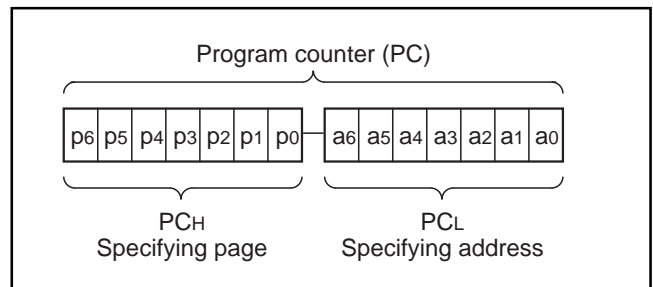 Program counter (PC)
p6 p5 p4 p3 p2 p1 p0 a6 a5 a4 a3 a2 a1 a0
PCH PCL
Specifying page Specifying address